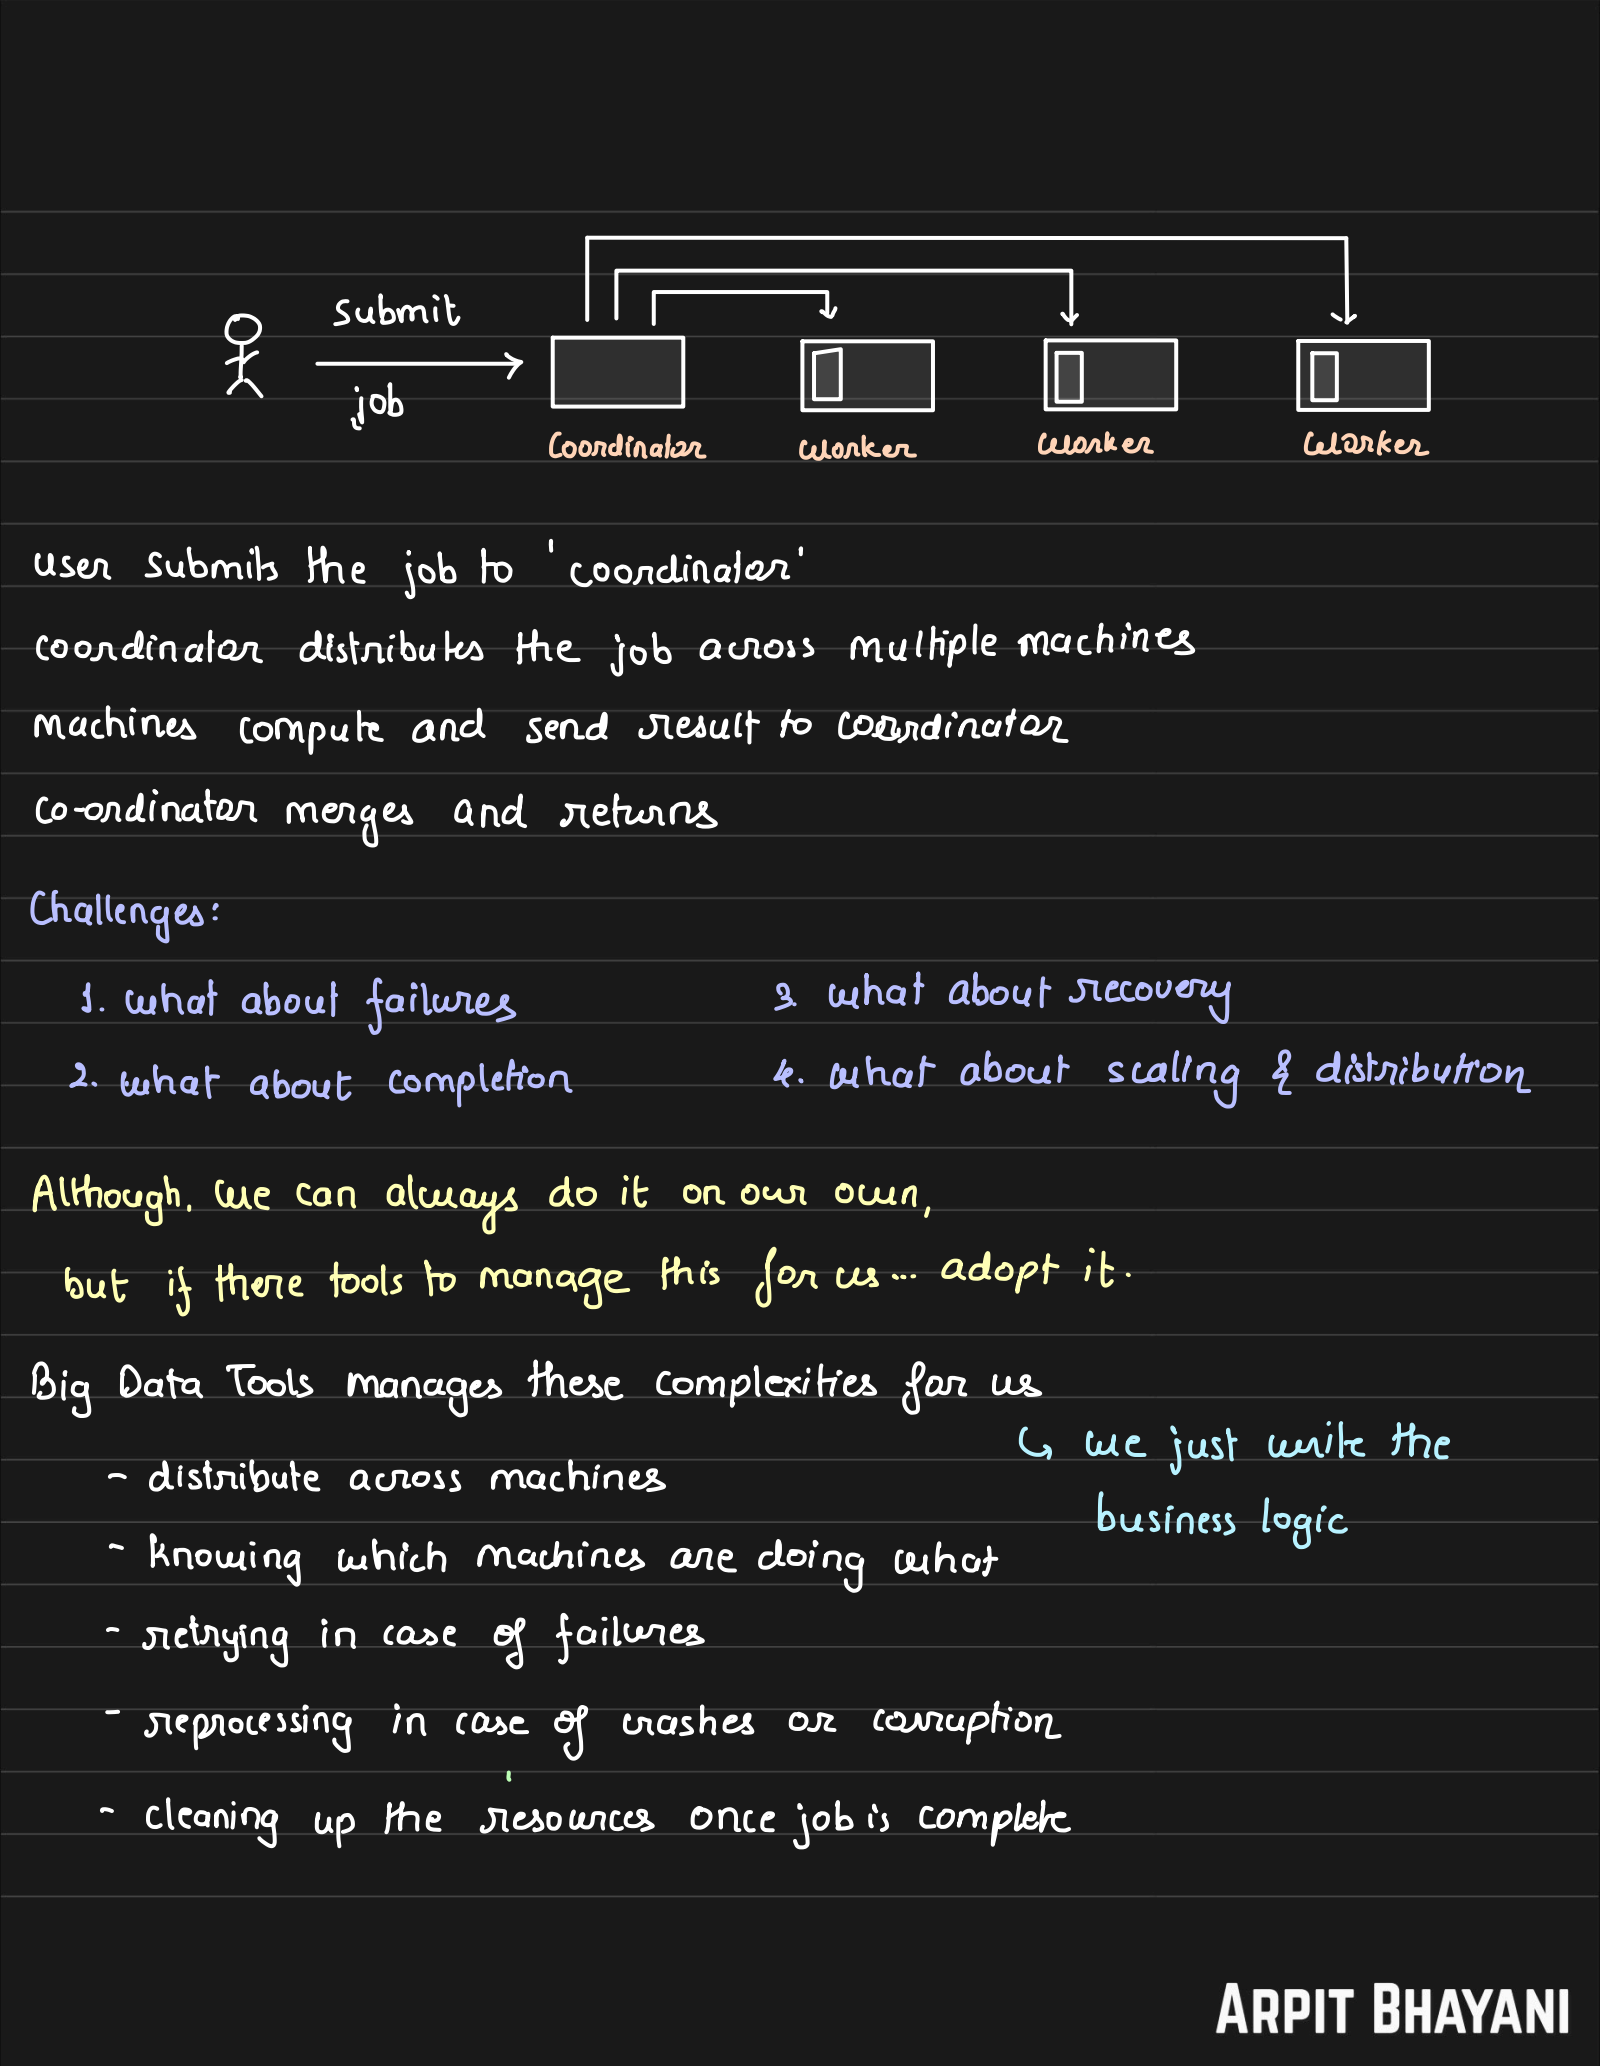 submit
job
Coordinator worker worker worker
user submits the job to 'coordinator'
coordinator distributes the job across multiple machines
machines compute and send result to coordinator
co-ordinator merges and returns
Challenges:
1. what about failures
2. what about completion
3. what about recovery
4. what about scaling & distribution
Although, we can always do it on our own,
but if there tools to manage this for us... adopt it.
Big Data Tools manages these complexities for us
↳ we just write the
business logic
- distribute across machines
- knowing which machines are doing what
- retrying in case of failures
- reprocessing in case of crashes or corruption
- cleaning up the resources once job is complete
ARPIT BHAYANI